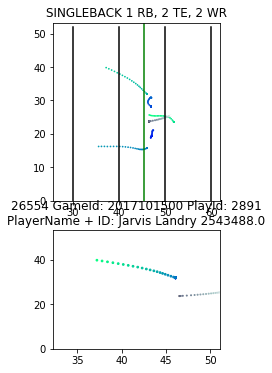 SINGLEBACK 1 RB, 2 TE, 2 WR
50
40
30
20
10
0
30 40 50 60
26554 GameId: 2017101500 PlayId: 2891
PlayerName + ID: Jarvis Landry 2543488.0
40
20
0
40 45 50